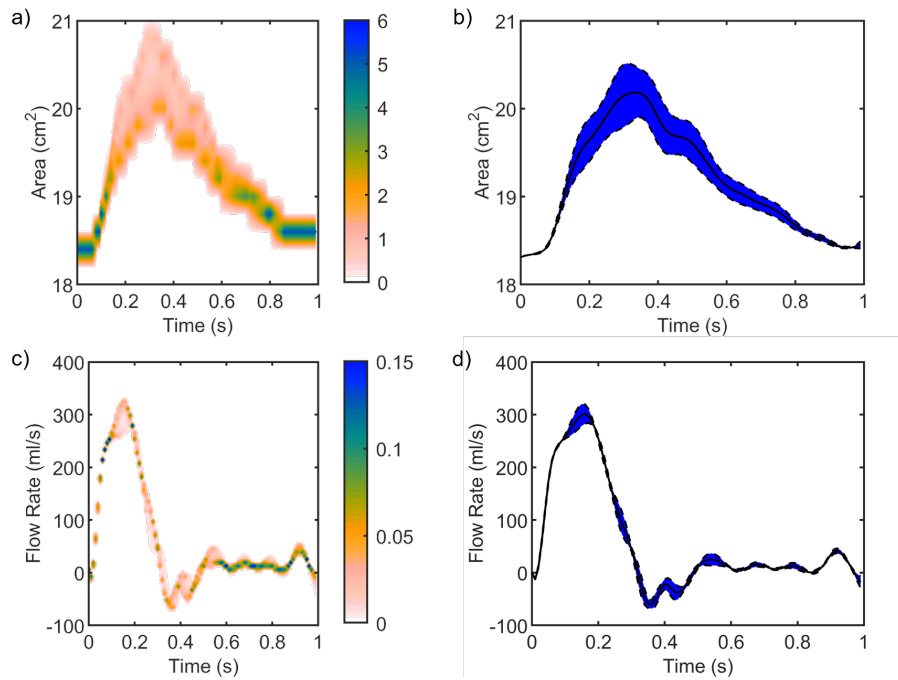 a)
21
20
19
18
Area (cm²)
0 0.2 0.4 0.6 0.8 1
Time (s)
6
5
4
3
2
1
0
b)
21
20
19
18
Area (cm²)
0 0.2 0.4 0.6 0.8 1
Time (s)
c)
400
300
200
100
0
-100
Flow Rate (ml/s)
0 0.2 0.4 0.6 0.8 1
Time (s)
0.15
0.1
0.05
0
d)
400
300
200
100
0
-100
Flow Rate (ml/s)
0 0.2 0.4 0.6 0.8 1
Time (s)